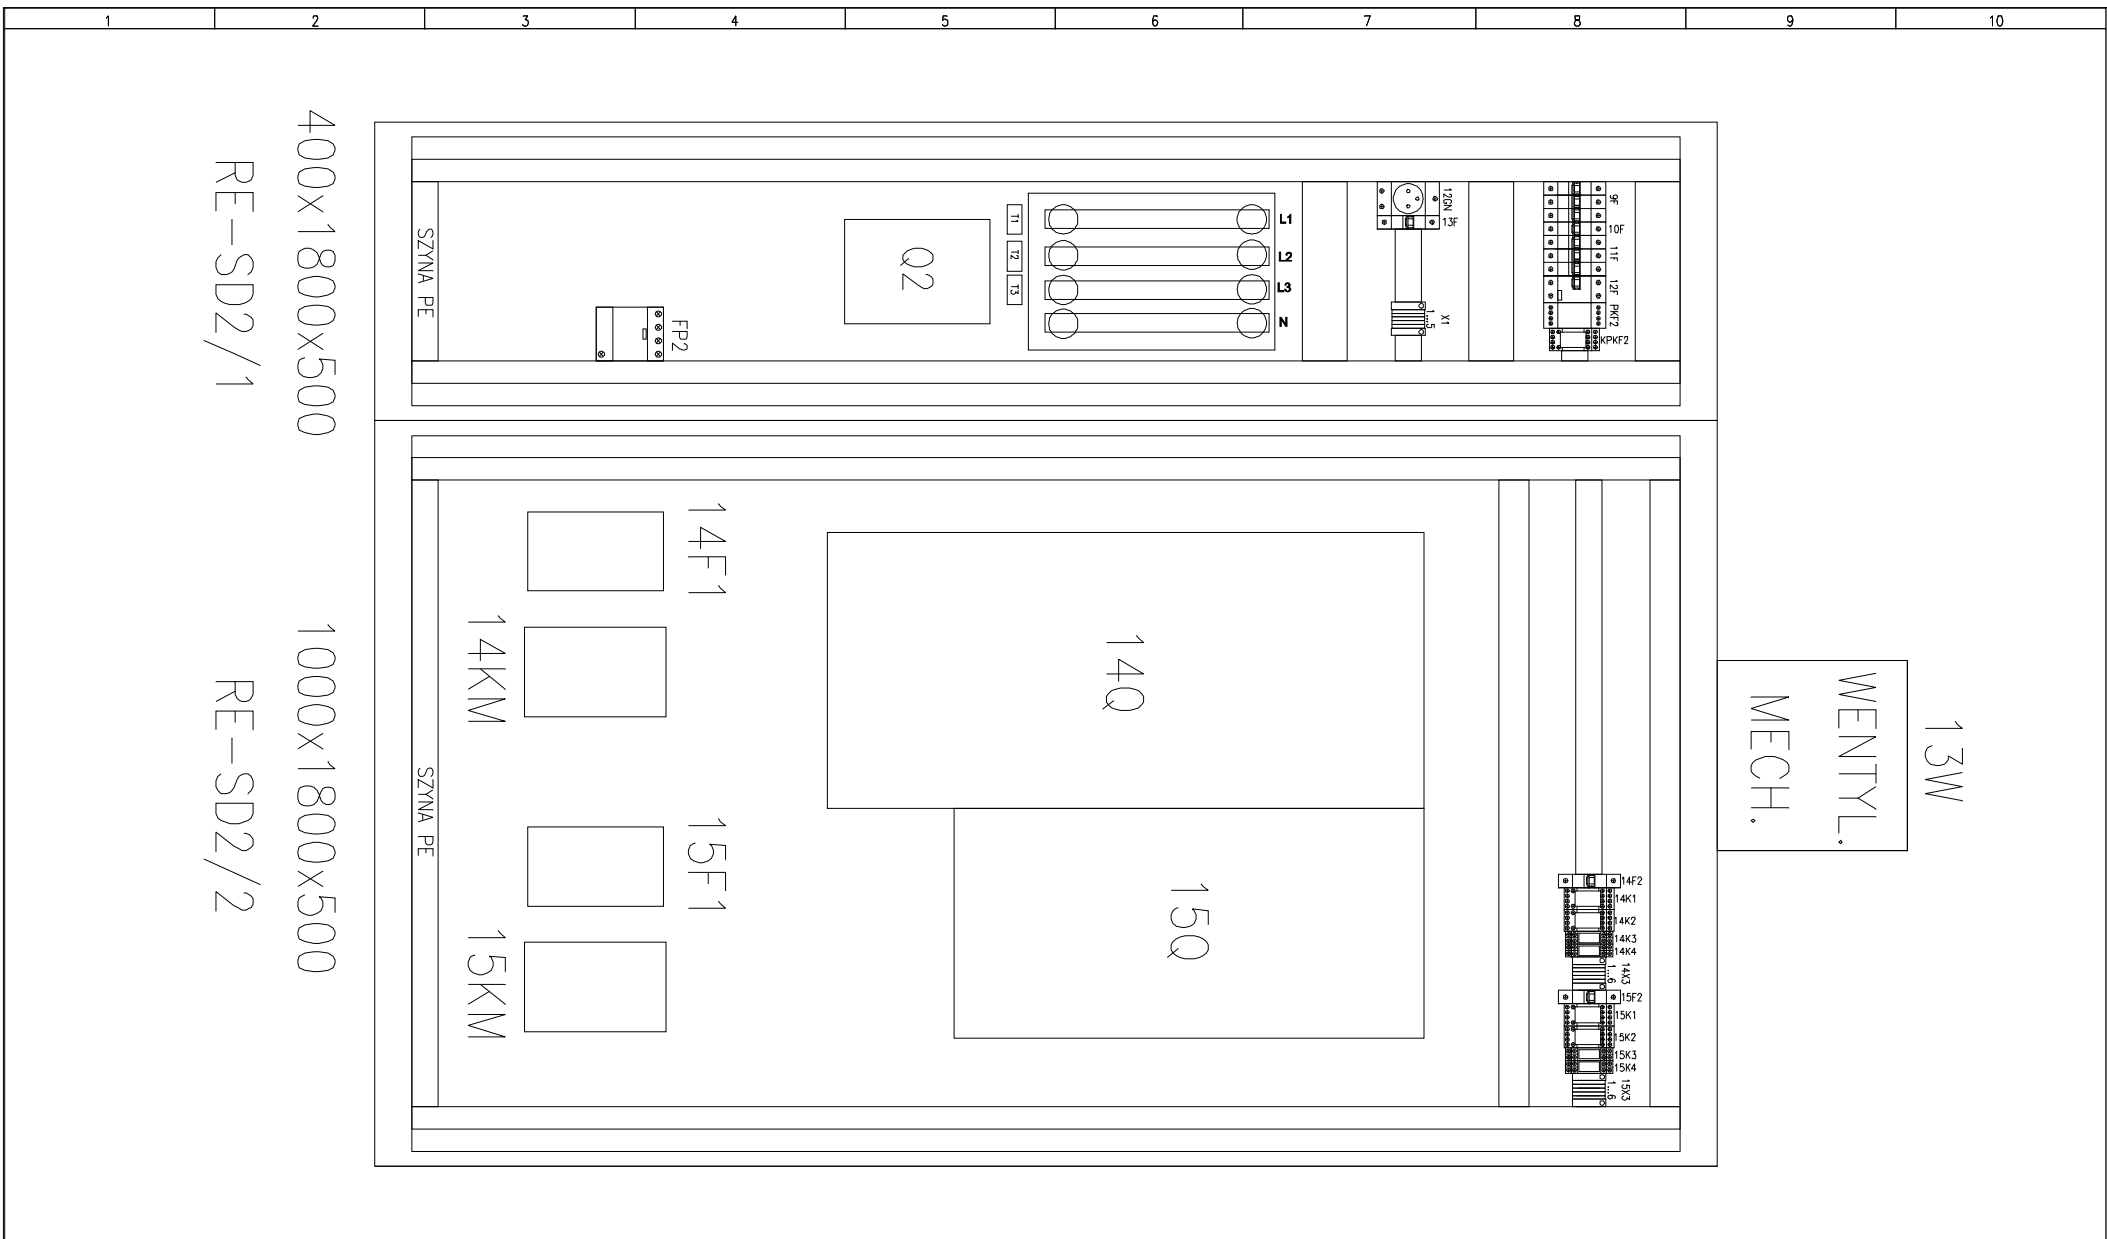 1 2 3 4 5 6 7 8 9 10
400x1800x500
RE-SD2/1
SZYNA PE
FP2
Q2
T1
T2
T3
L1
L2
L3
N
12GN
13F
X1
1...5
9F
10F
11F
12F
PKF2
KPKF2
1000x1800x500
RE-SD2/2
SZYNA PE
14F1
14KM
15F1
15KM
14Q
15Q
13W
WENTYL.
MECH.
14F2
14K1
14K2
14K3
14K4
14X3
1...6
15F2
15K1
15K2
15K3
15K4
15X3
1...6